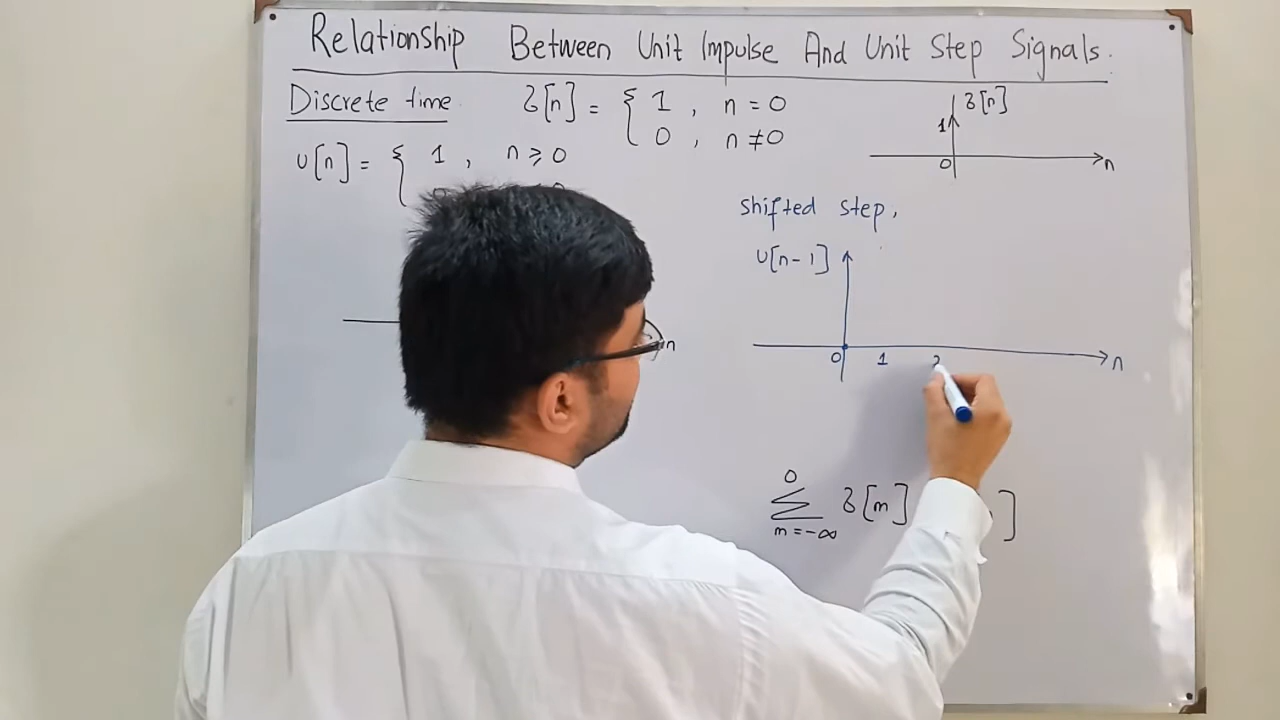 Relationship Between Unit Impulse And Unit Step Signals.
Discrete time
δ[n] = { 1 , n = 0
0 , n ≠ 0
u[n] = { 1 , n ≥ 0
δ[n]
1
0
n
n
Shifted step,
u[n-1]
0 1 2
n
0
∑ δ[m]
m = -∞
]